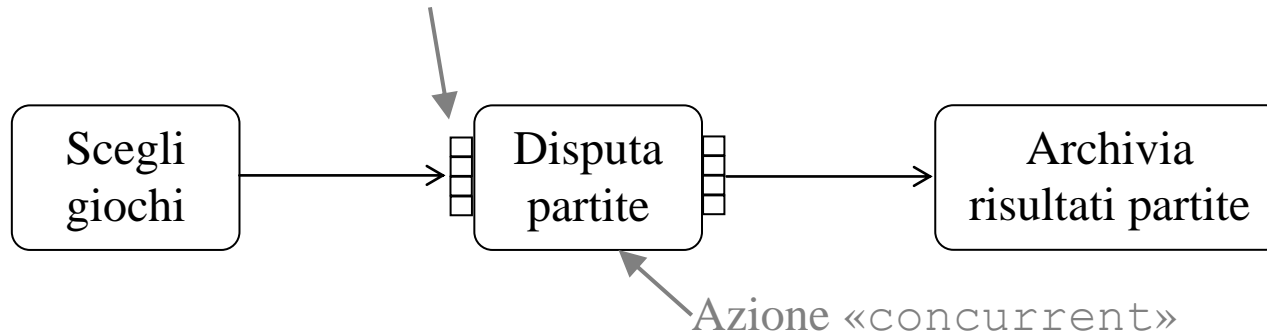 Scegli
giochi
Disputa
partite
Archivia
risultati partite
Azione «concurrent»